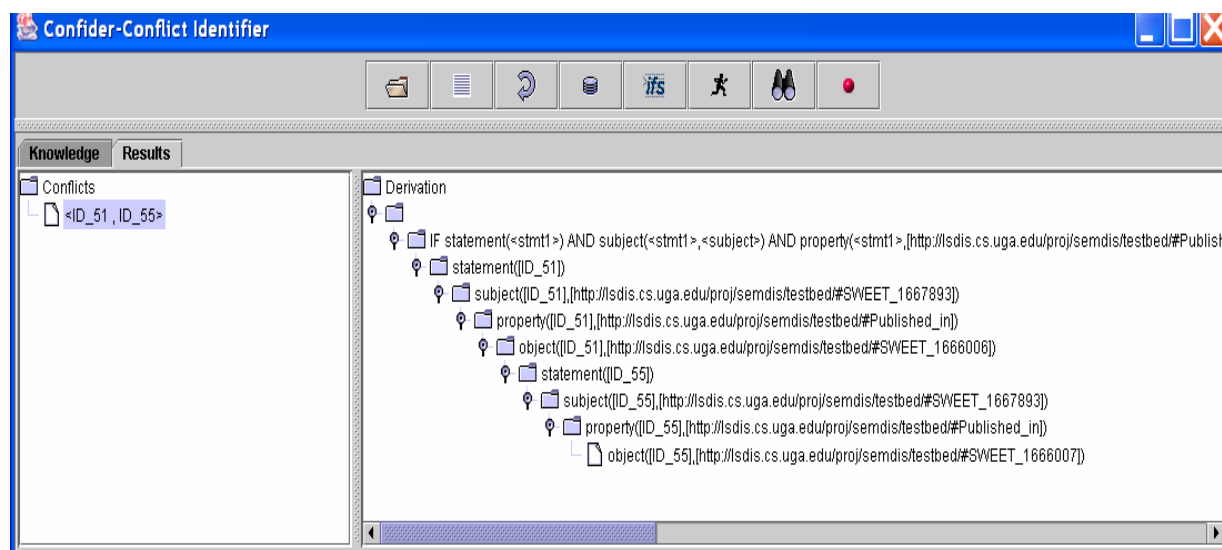 Confider-Conflict Identifier
ifs
Knowledge Results
Conflicts
<ID_51 , ID_55>
Derivation
IF statement(<stmt1>) AND subject(<stmt1>,<subject>) AND property(<stmt1>,[http://lsdis.cs.uga.edu/proj/semdis/testbed/#Publish
statement([ID_51])
subject([ID_51],[http://lsdis.cs.uga.edu/proj/semdis/testbed/#SWEET_1667893])
property([ID_51],[http://lsdis.cs.uga.edu/proj/semdis/testbed/#Published_in])
object([ID_51],[http://lsdis.cs.uga.edu/proj/semdis/testbed/#SWEET_1666006])
statement([ID_55])
subject([ID_55],[http://lsdis.cs.uga.edu/proj/semdis/testbed/#SWEET_1667893])
property([ID_55],[http://lsdis.cs.uga.edu/proj/semdis/testbed/#Published_in])
object([ID_55],[http://lsdis.cs.uga.edu/proj/semdis/testbed/#SWEET_1666007])